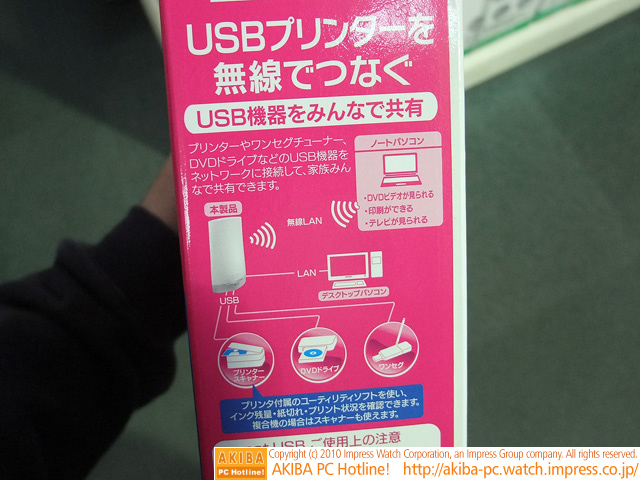 USBプリンターを
無線でつなぐ
USB機器をみんなで共有
プリンターやワンセグチューナー、
DVDドライブなどのUSB機器を
ネットワークに接続して、家族みん
なで共有できます。
ノートパソコン
・DVDビデオが見られる
・印刷ができる
・テレビが見られる
本製品
無線LAN
LAN
デスクトップパソコン
USB
プリンター
スキャナー
DVDドライブ
ワンセグ
プリンタ付属のユーティリティソフトを使い、
インク残量・紙切れ・プリント状況を確認できます。
複合機の場合はスキャナーも使えます。
USB ご使用上の注意
AKIBA
PC Hotline!
Copyright (c) 2010 Impress Watch Corporation, an Impress Group company. All rights reserved.
AKIBA PC Hotline! http://akiba-pc.watch.impress.co.jp/